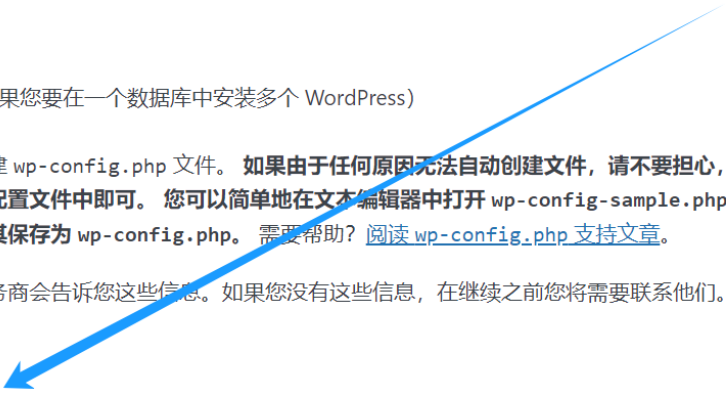 果您要在一个数据库中安装多个 WordPress）
建 wp-config.php 文件。 如果由于任何原因无法自动创建文件，请不要担心，
配置文件中即可。 您可以简单地在文本编辑器中打开 wp-config-sample.php
其保存为 wp-config.php。 需要帮助？阅读 wp-config.php 支持文章。
务商会告诉您这些信息。如果您没有这些信息，在继续之前您将需要联系他们。